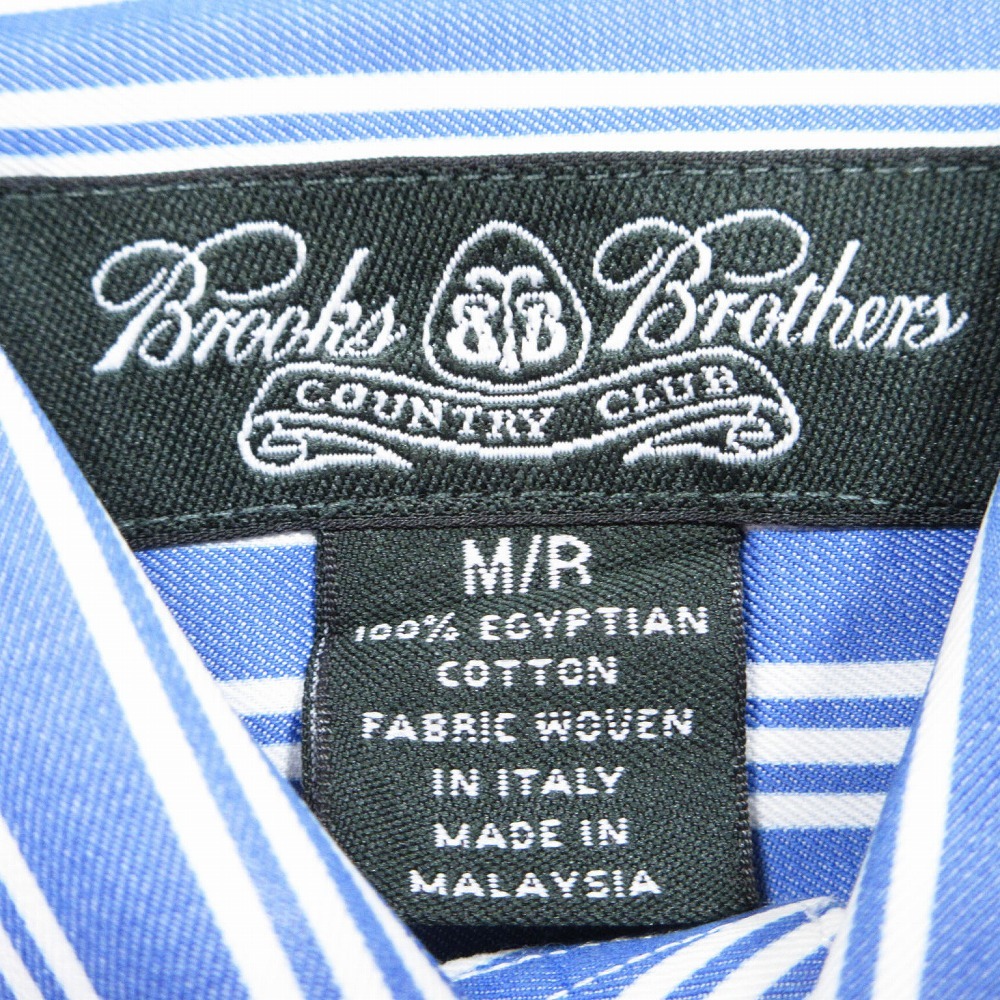 Brooks BB Brothers
COUNTRY CLUB
M/R
100% EGYPTIAN
COTTON
FABRIC WOVEN
IN ITALY
MADE IN
MALAYSIA